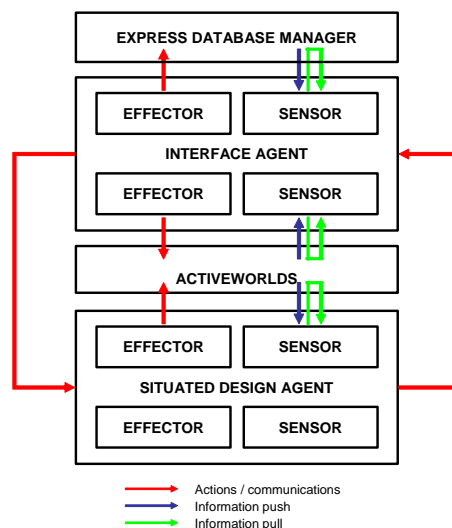 EXPRESS DATABASE MANAGER
EFFECTOR SENSOR
INTERFACE AGENT
EFFECTOR SENSOR
ACTIVEWORLDS
EFFECTOR SENSOR
SITUATED DESIGN AGENT
EFFECTOR SENSOR
Actions / communications
Information push
Information pull